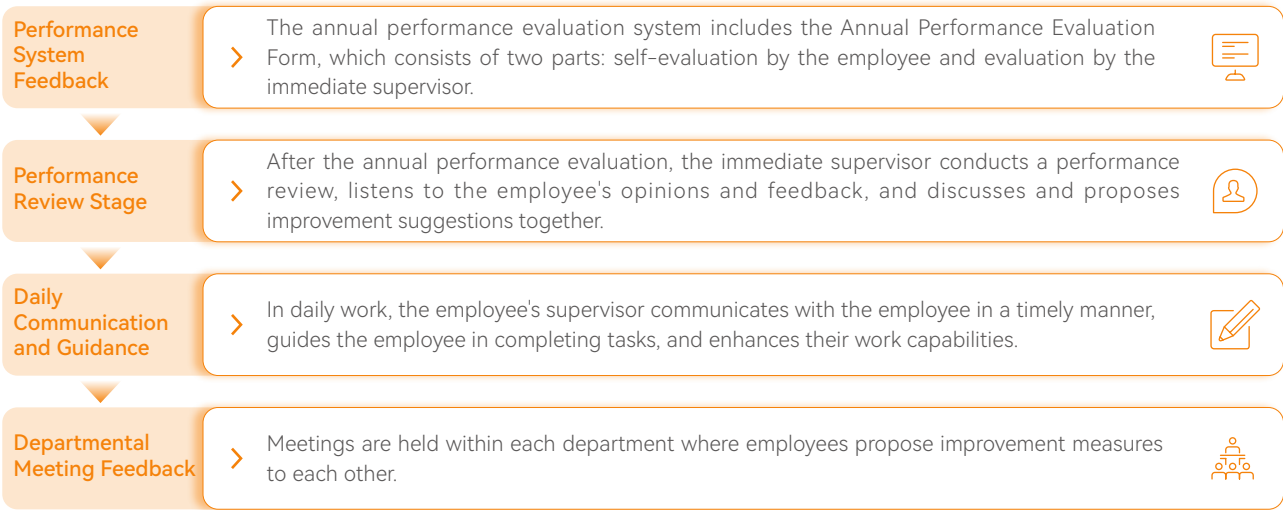 Performance
System
Feedback
The annual performance evaluation system includes the Annual Performance Evaluation
Form, which consists of two parts: self-evaluation by the employee and evaluation by the
immediate supervisor.
Performance
Review Stage
After the annual performance evaluation, the immediate supervisor conducts a performance
review, listens to the employee's opinions and feedback, and discusses and proposes
improvement suggestions together.
Daily
Communication
and Guidance
In daily work, the employee's supervisor communicates with the employee in a timely manner,
guides the employee in completing tasks, and enhances their work capabilities.
Departmental
Meeting Feedback
Meetings are held within each department where employees propose improvement measures
to each other.